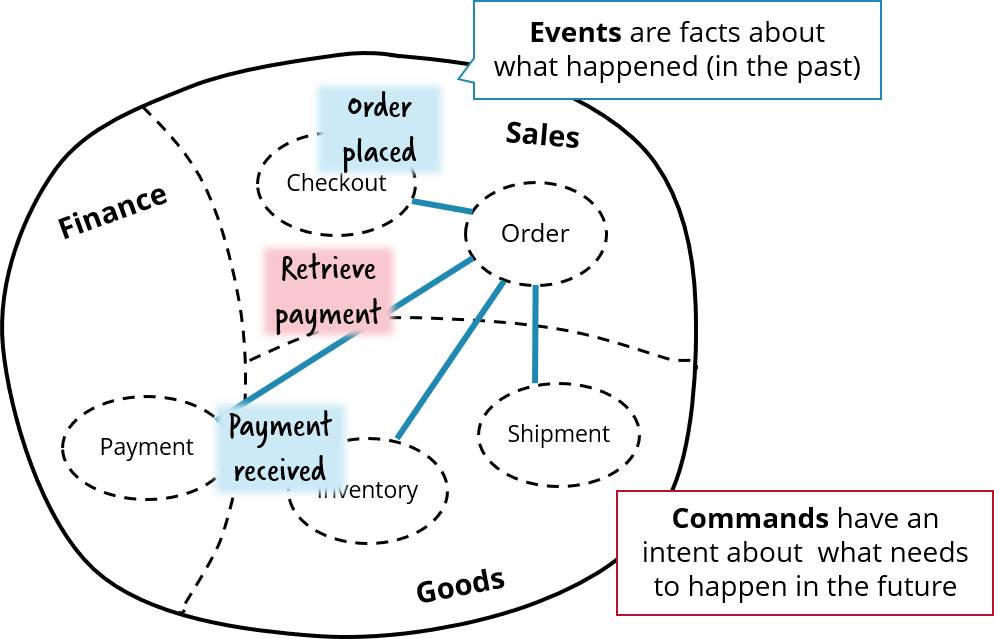 Events are facts about
what happened (in the past)
Order
placed
Sales
Checkout
Finance
Order
Retrieve
payment
Payment
Payment
received
Shipment
Inventory
Goods
Commands have an
intent about  what needs
to happen in the future